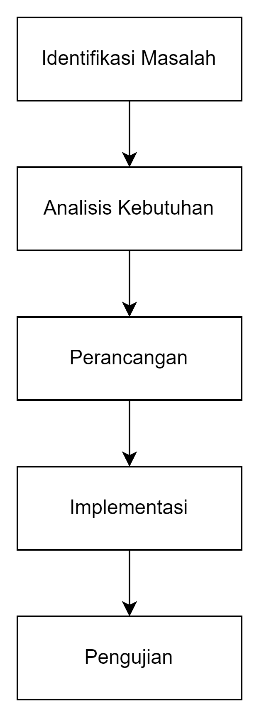 Identifikasi Masalah
Analisis Kebutuhan
Perancangan
Implementasi
Pengujian